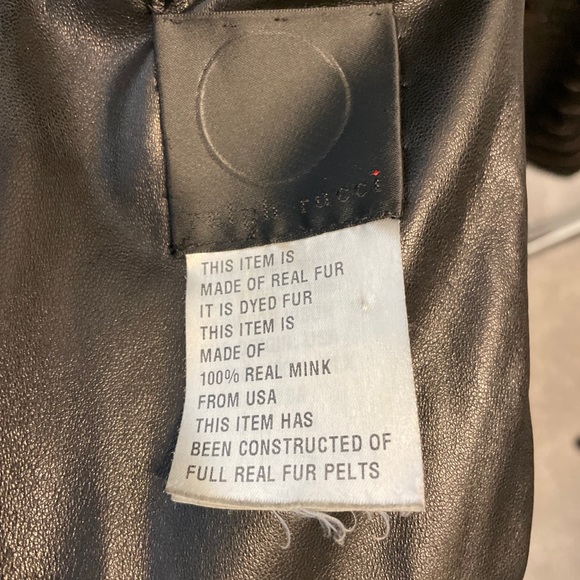 rucci
THIS ITEM IS
MADE OF REAL FUR
IT IS DYED FUR
THIS ITEM IS
MADE OF
100% REAL MINK
FROM USA
THIS ITEM HAS
BEEN CONSTRUCTED OF
FULL REAL FUR PELTS